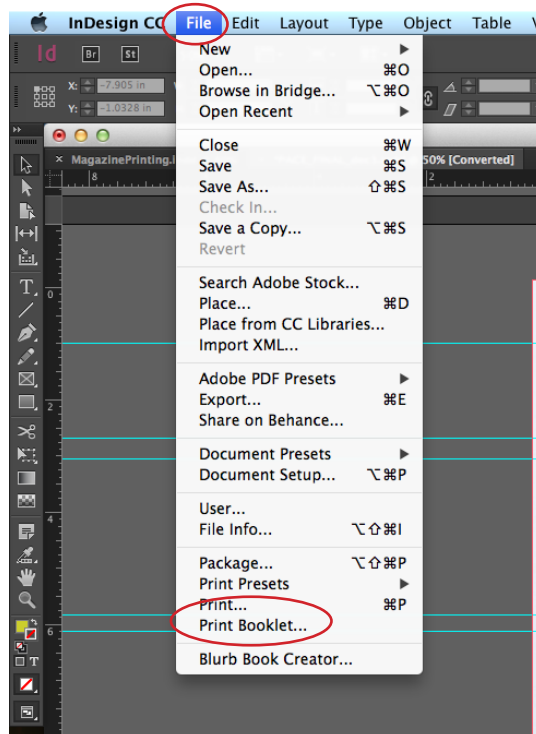 InDesign CC File Edit Layout Type Object Table
Id Br St
X: -7.905 in
Y: -1.0328 in
× MagazinePrinting.i
50% [Converted]
8
2
0
2
4
6
New ▶
Open... ⌘O
Browse in Bridge... ⌥⌘O
Open Recent ▶
Close ⌘W
Save ⌘S
Save As... ⇧⌘S
Check In...
Save a Copy... ⌥⌘S
Revert
Search Adobe Stock...
Place... ⌘D
Place from CC Libraries...
Import XML...
Adobe PDF Presets ▶
Export... ⌘E
Share on Behance...
Document Presets ▶
Document Setup... ⌥⌘P
User...
File Info... ⌥⇧⌘I
Package... ⌥⇧⌘P
Print Presets ▶
Print... ⌘P
Print Booklet...
Blurb Book Creator...